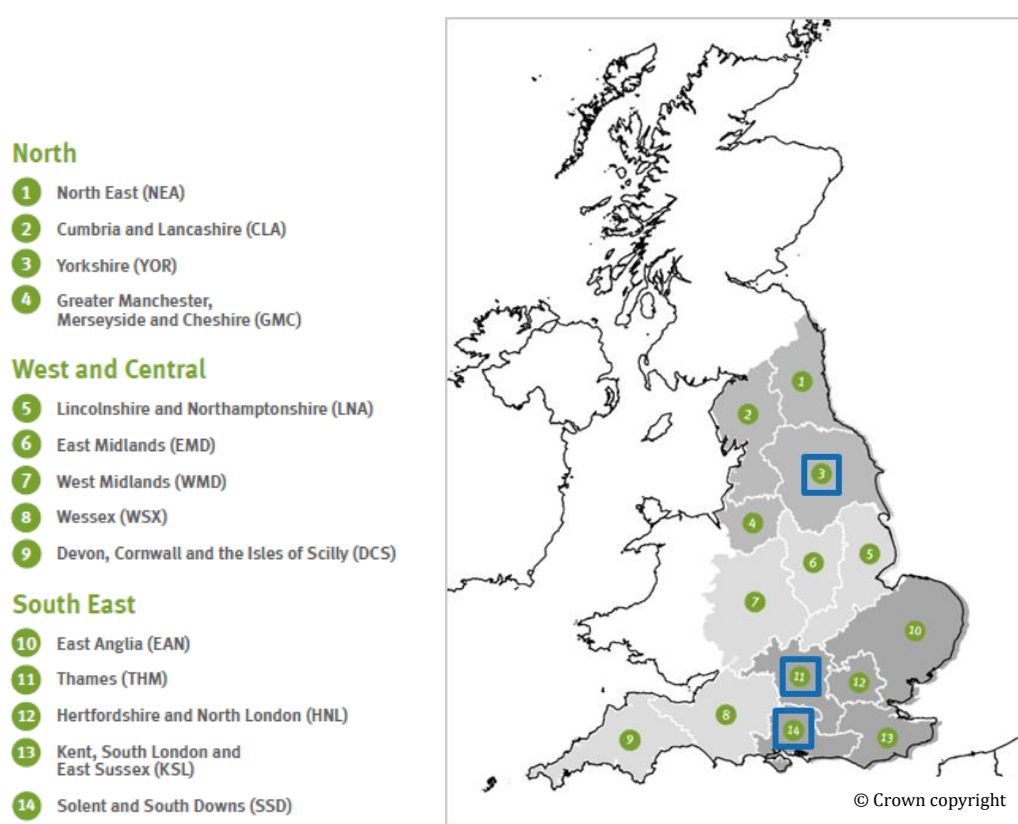 North
1 North East (NEA)
2 Cumbria and Lancashire (CLA)
3 Yorkshire (YOR)
4 Greater Manchester,
Merseyside and Cheshire (GMC)
West and Central
5 Lincolnshire and Northamptonshire (LNA)
6 East Midlands (EMD)
7 West Midlands (WMD)
8 Wessex (WSX)
9 Devon, Cornwall and the Isles of Scilly (DCS)
South East
10 East Anglia (EAN)
11 Thames (THM)
12 Hertfordshire and North London (HNL)
13 Kent, South London and
East Sussex (KSL)
14 Solent and South Downs (SSD)
1
2
3
4
5
6
7
10
11
12
8
14
13
9
© Crown copyright